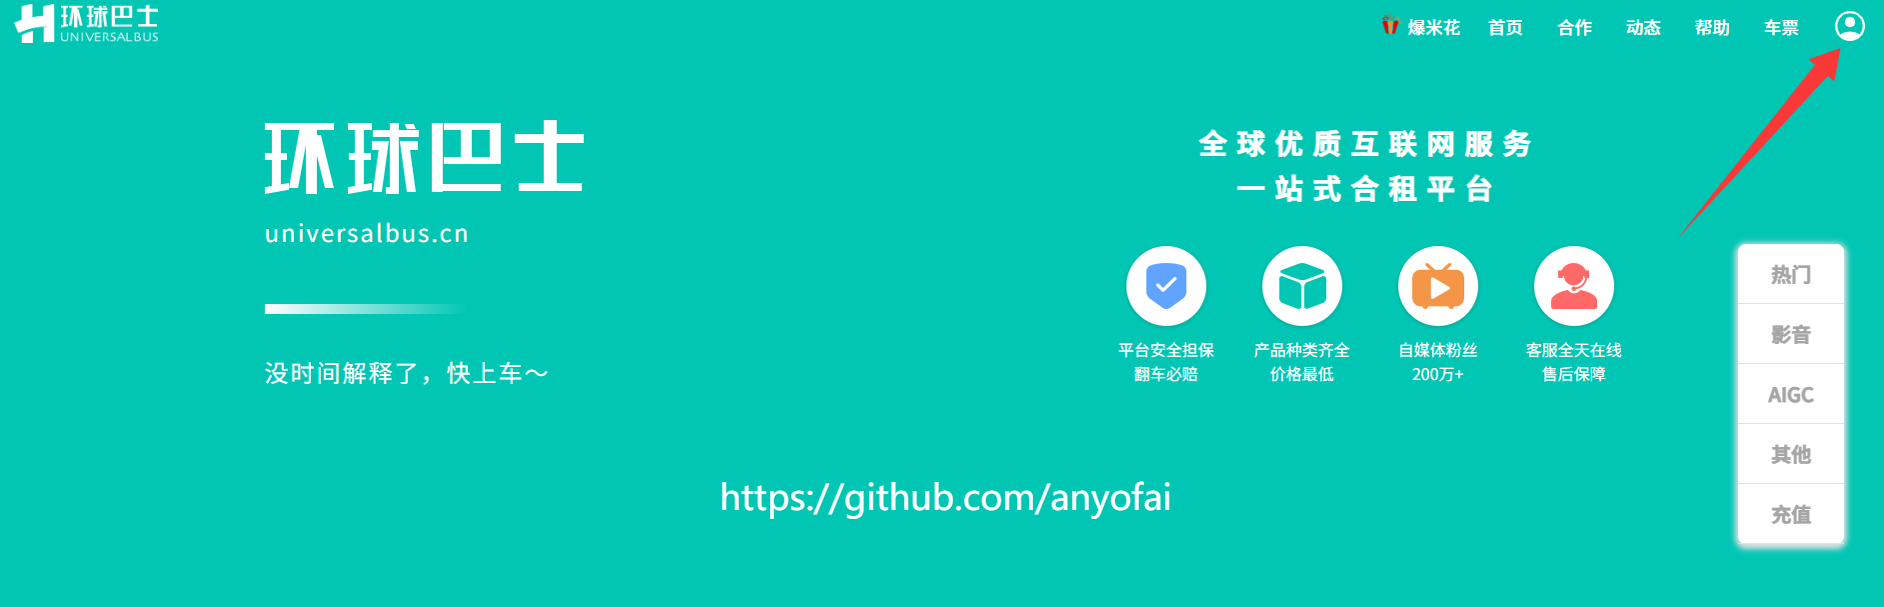 环球巴士
UNIVERSALBUS
爆米花 首页 合作 动态 帮助 车票
环球巴士
universalbus.cn
没时间解释了，快上车～
全球优质互联网服务
一站式合租平台
平台安全担保
翻车必赔
产品种类齐全
价格最低
自媒体粉丝
200万+
客服全天在线
售后保障
热门
影音
AIGC
其他
充值
https://github.com/anyofai